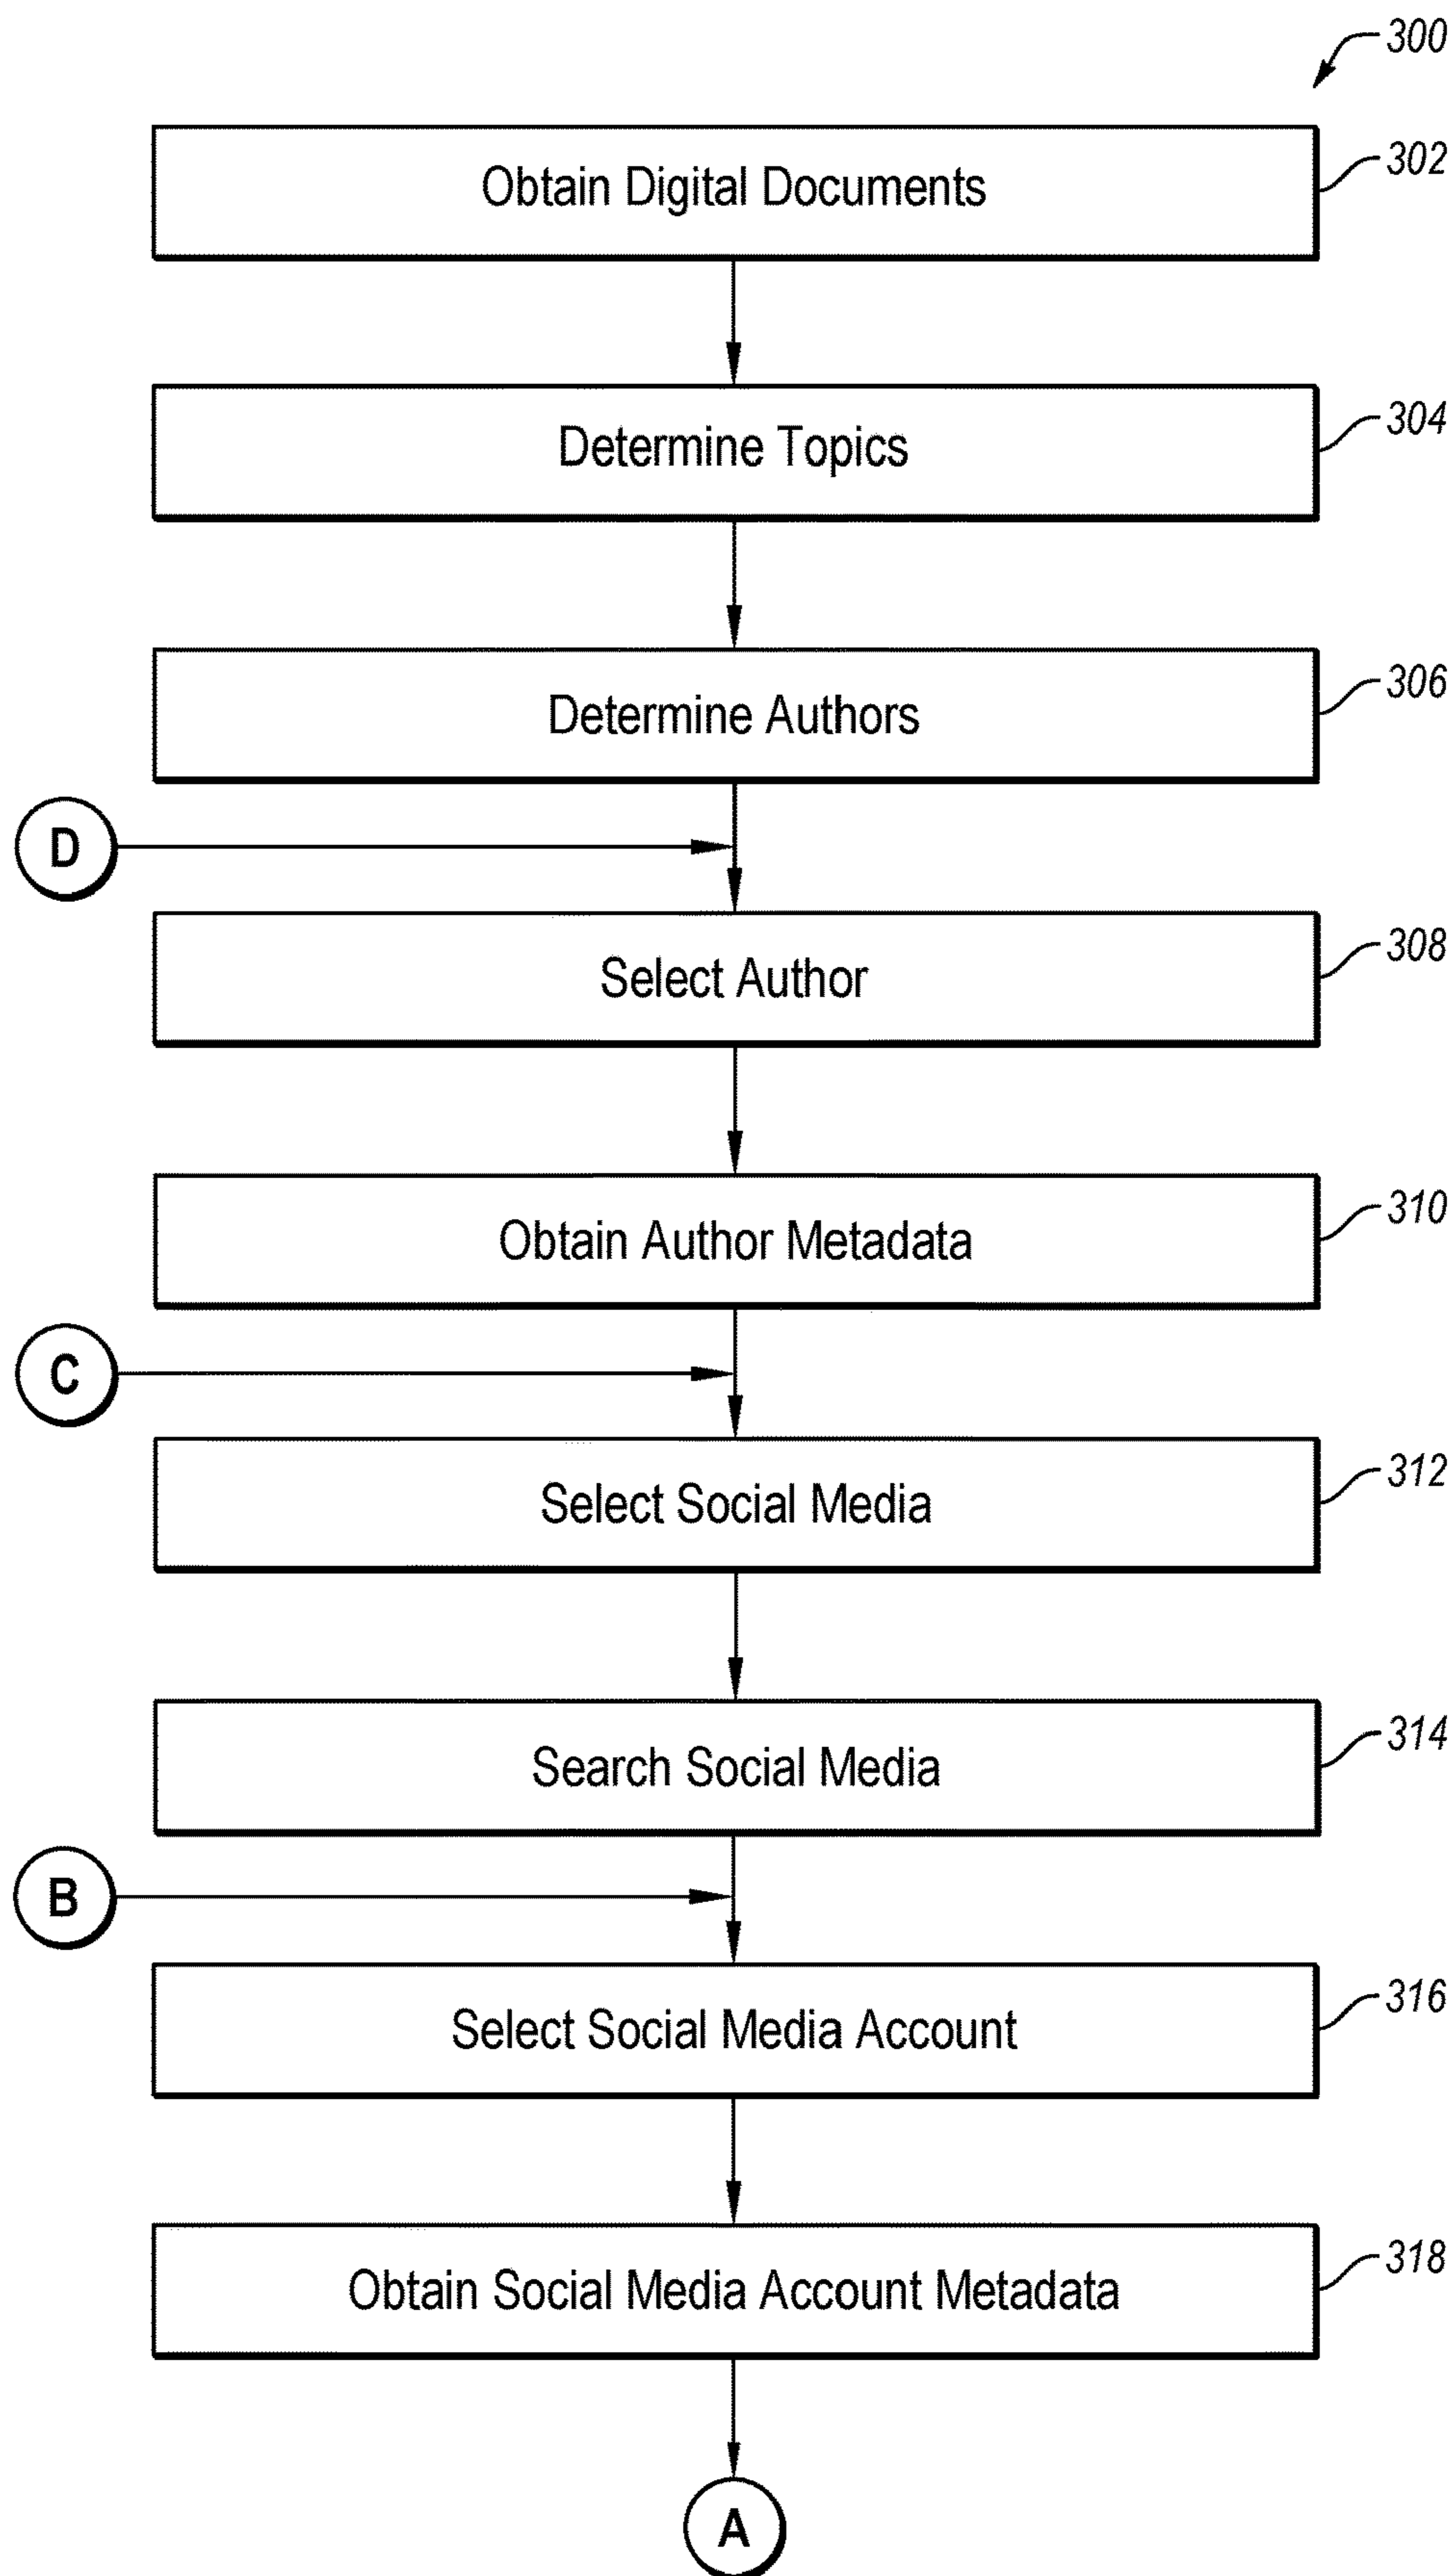 300
Obtain Digital Documents
302
Determine Topics
304
Determine Authors
306
D
Select Author
308
Obtain Author Metadata
310
C
Select Social Media
312
Search Social Media
314
B
Select Social Media Account
316
Obtain Social Media Account Metadata
318
A